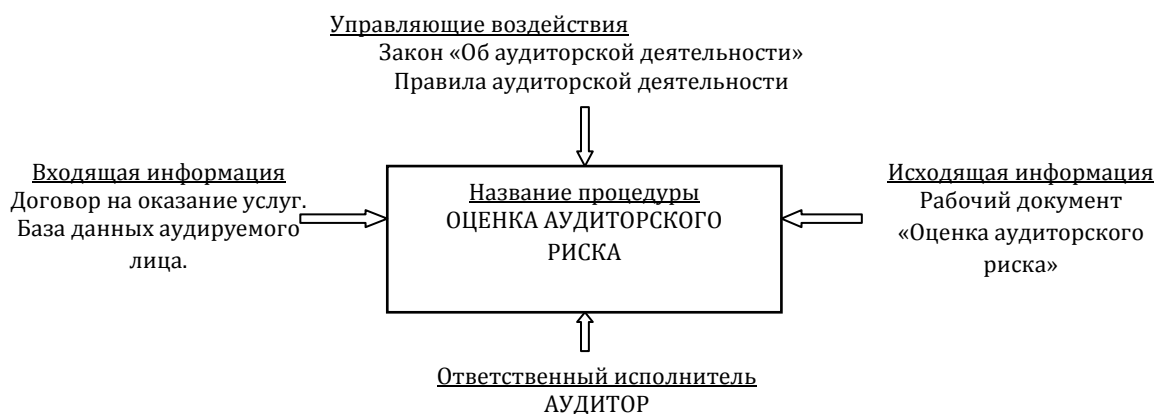 Управляющие воздействия
Закон «Об аудиторской деятельности»
Правила аудиторской деятельности
Входящая информация
Договор на оказание услуг.
База данных аудируемого
лица.
Название процедуры
ОЦЕНКА АУДИТОРСКОГО
РИСКА
Исходящая информация
Рабочий документ
«Оценка аудиторского
риска»
Ответственный исполнитель
АУДИТОР